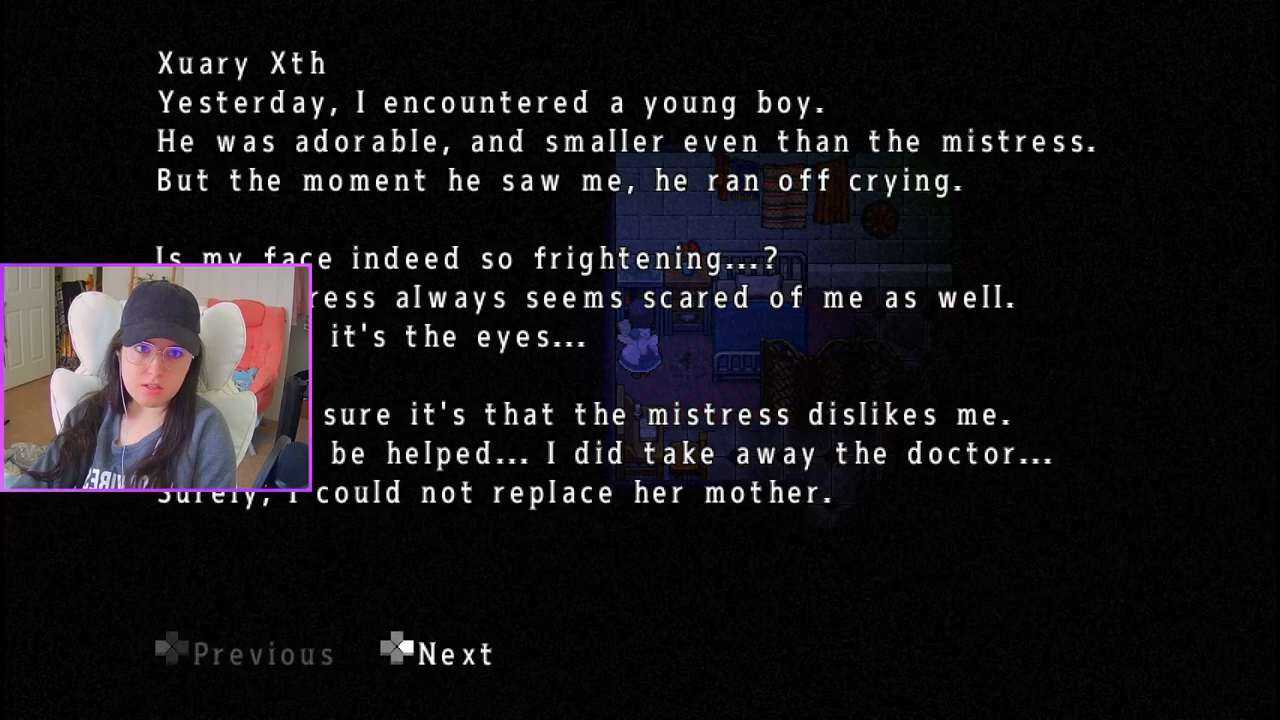 Xuary Xth
Yesterday, I encountered a young boy.
He was adorable, and smaller even than the mistress.
But the moment he saw me, he ran off crying.
Is my face indeed so frightening...?
ress always seems scared of me as well.
it's the eyes...
sure it's that the mistress dislikes me.
be helped... I did take away the doctor...
Surely, I could not replace her mother.
Previous Next